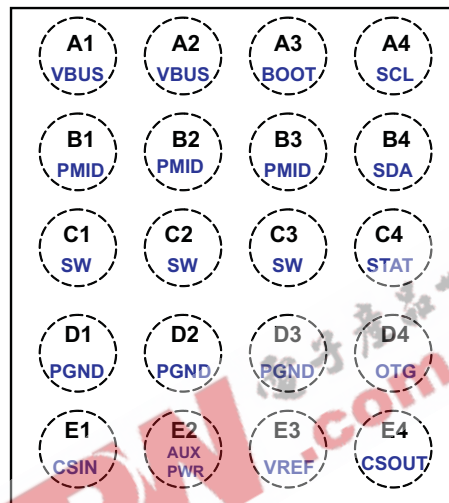 A1 A2 A3 A4
VBUS VBUS BOOT SCL
B1 B2 B3 B4
PMID PMID PMID SDA
C1 C2 C3 C4
SW SW SW STAT
D1 D2 D3 D4
PGND PGND PGND OTG
E1 E2 E3 E4
CSIN AUX PWR VREF CSOUT
.com